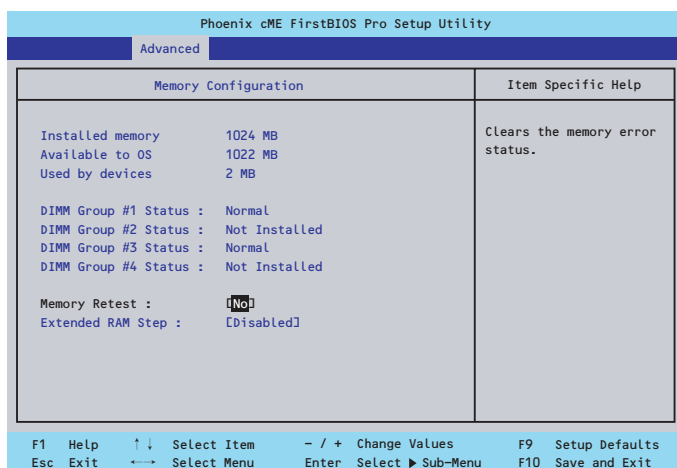 Phoenix cME FirstBIOS Pro Setup Utility
Advanced
Memory Configuration
Item Specific Help
Installed memory 1024 MB
Available to OS 1022 MB
Used by devices 2 MB
Clears the memory error
status.
DIMM Group #1 Status : Normal
DIMM Group #2 Status : Not Installed
DIMM Group #3 Status : Normal
DIMM Group #4 Status : Not Installed
Memory Retest : [No]
Extended RAM Step : [Disabled]
F1 Help ↑↓ Select Item - / + Change Values F9 Setup Defaults
Esc Exit ←→ Select Menu Enter Select ▶ Sub-Menu F10 Save and Exit